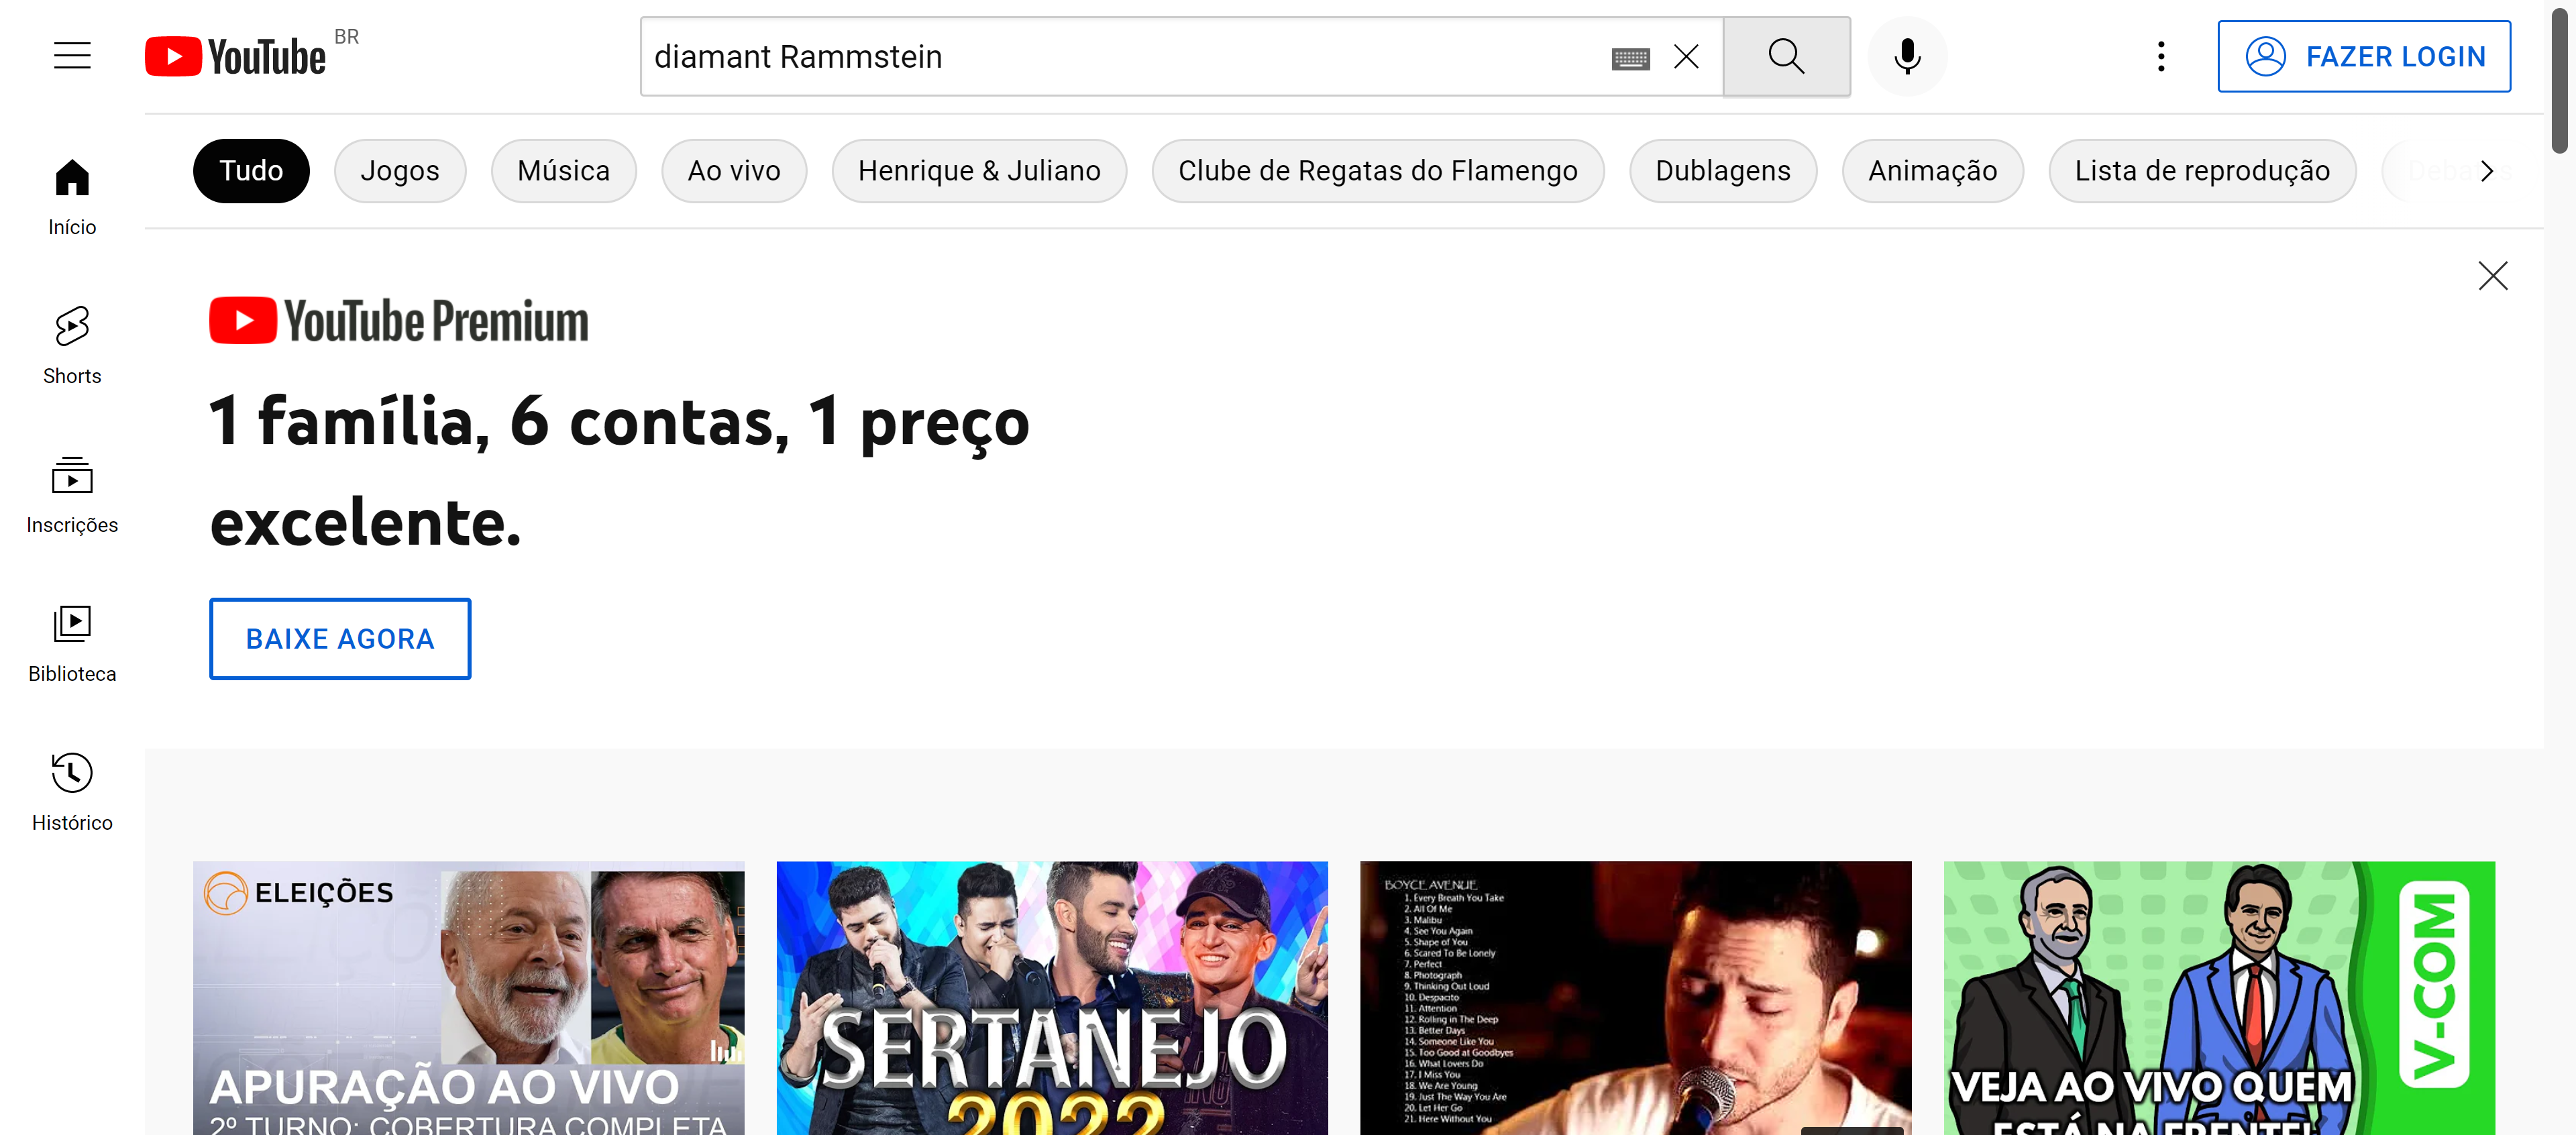 YouTube BR
diamant Rammstein
FAZER LOGIN
Tudo
Jogos
Música
Ao vivo
Henrique & Juliano
Clube de Regatas do Flamengo
Dublagens
Animação
Lista de reprodução
Início
Shorts
Inscrições
Biblioteca
Histórico
YouTube Premium
1 família, 6 contas, 1 preço
excelente.
BAIXE AGORA
ELEIÇÕES
APURAÇÃO AO VIVO
2º TURNO: COBERTURA COMPLETA
SERTANEJO
2022
BOYCE AVENUE
1. Every Breath You Take
2. All Of Me
3. Malibu
4. See You Again
5. Shape of You
6. Scared To Be Lonely
7. Perfect
8. Photograph
9. Thinking Out Loud
10. Despacito
11. Attention
12. Rolling in The Deep
13. Better Days
14. Someone Like You
15. Too Good at Goodbyes
16. What Lovers Do
17. I Miss You
18. We Are Young
19. Just The Way You Are
20. Let Her Go
21. Here Without You
V-COM
VEJA AO VIVO QUEM
ESTÁ NA FRENTE!